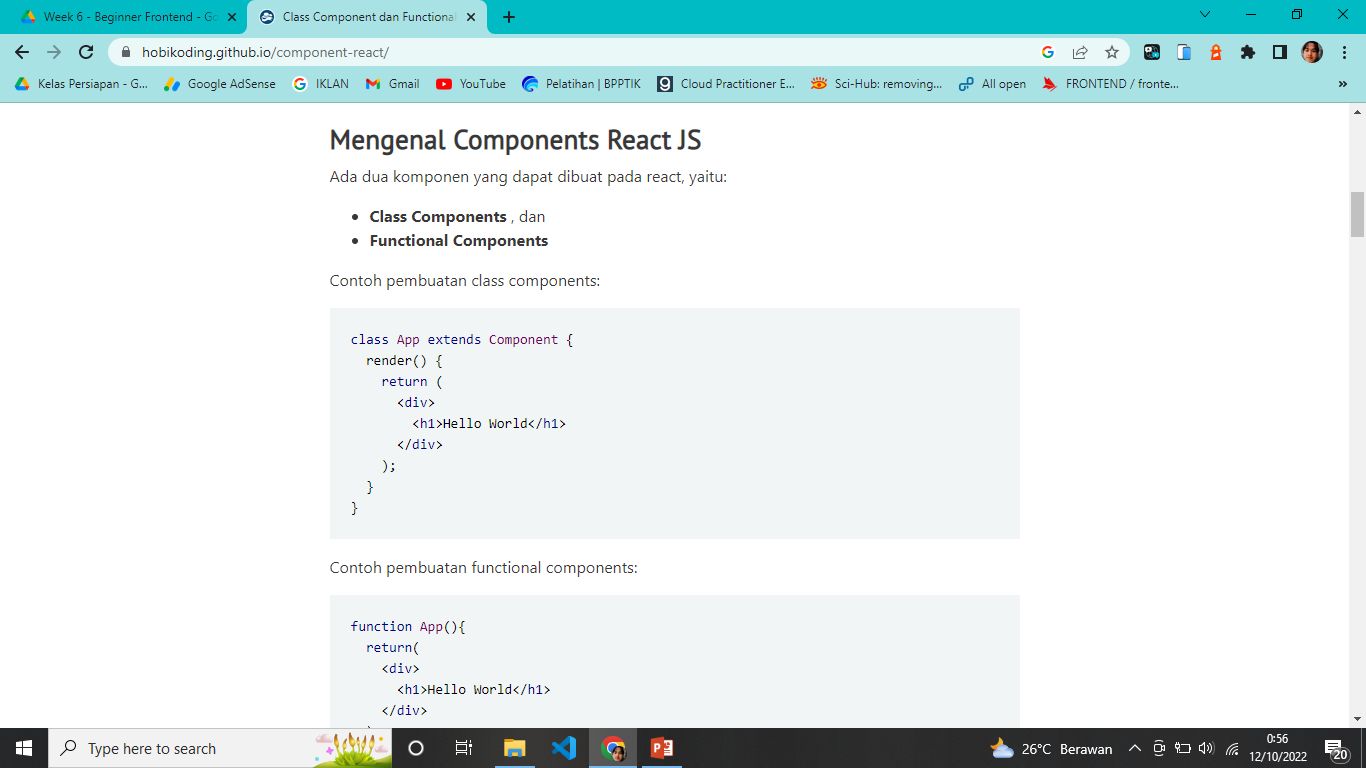 Week 6 - Beginner Frontend - Go
Class Component dan Functional
hobikoding.github.io/component-react/
Kelas Persiapan - G...
Google AdSense
IKLAN
Gmail
YouTube
Pelatihan | BPPTIK
Cloud Practitioner E...
Sci-Hub: removing...
All open
FRONTEND / fronte...
»
Mengenal Components React JS
Ada dua komponen yang dapat dibuat pada react, yaitu:
• Class Components , dan
• Functional Components
Contoh pembuatan class components:
class App extends Component {
  render() {
    return (
      <div>
        <h1>Hello World</h1>
      </div>
    );
  }
}
Contoh pembuatan functional components:
function App(){
  return(
    <div>
      <h1>Hello World</h1>
    </div>
Type here to search
26°C Berawan
0:56
12/10/2022
20